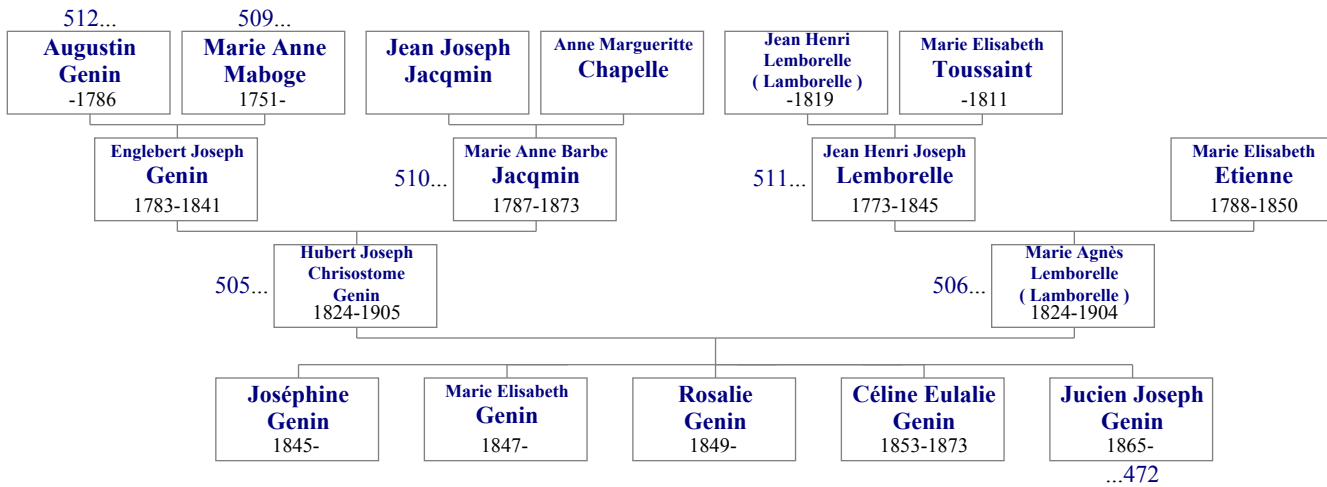 512...
509...
Augustin
Genin
-1786
Marie Anne
Maboge
1751-
Jean Joseph
Jacqmin
Anne Margueritte
Chapelle
Jean Henri
Lemborelle
( Lamborelle )
-1819
Marie Elisabeth
Toussaint
-1811
Englebert Joseph
Genin
1783-1841
510...
Marie Anne Barbe
Jacqmin
1787-1873
511...
Jean Henri Joseph
Lemborelle
1773-1845
Marie Elisabeth
Etienne
1788-1850
505...
Hubert Joseph
Chrisostome
Genin
1824-1905
506...
Marie Agnès
Lemborelle
( Lamborelle )
1824-1904
Joséphine
Genin
1845-
Marie Elisabeth
Genin
1847-
Rosalie
Genin
1849-
Céline Eulalie
Genin
1853-1873
Jucien Joseph
Genin
1865-
...472